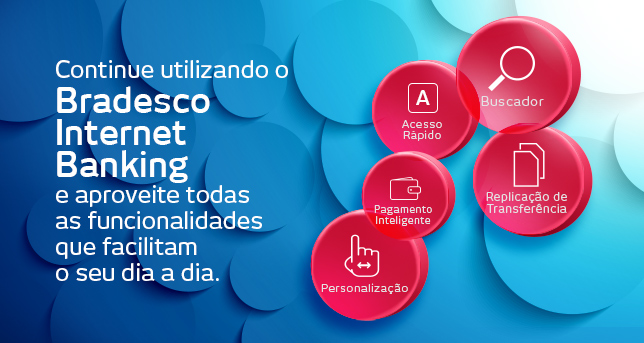 Continue utilizando o
Bradesco
Internet
Banking
e aproveite todas
as funcionalidades
que facilitam
o seu dia a dia.
A
Acesso
Rápido
Buscador
Pagamento
Inteligente
Replicação de
Transferência
Personalização